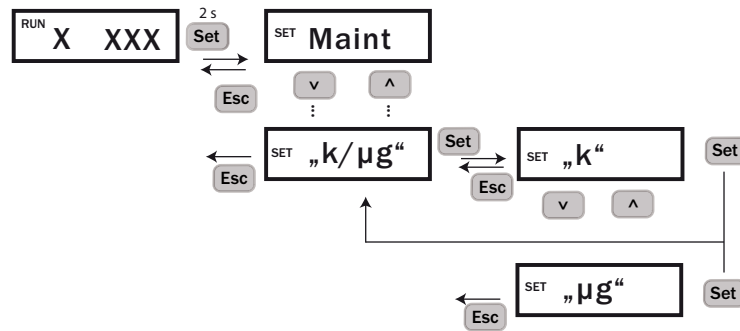 2 s
RUN X XXX Set SET Maint
Esc v ^
SET „k/µg“ Set SET „k“ Set
Esc Esc
v ^
SET „µg“ Set
Esc